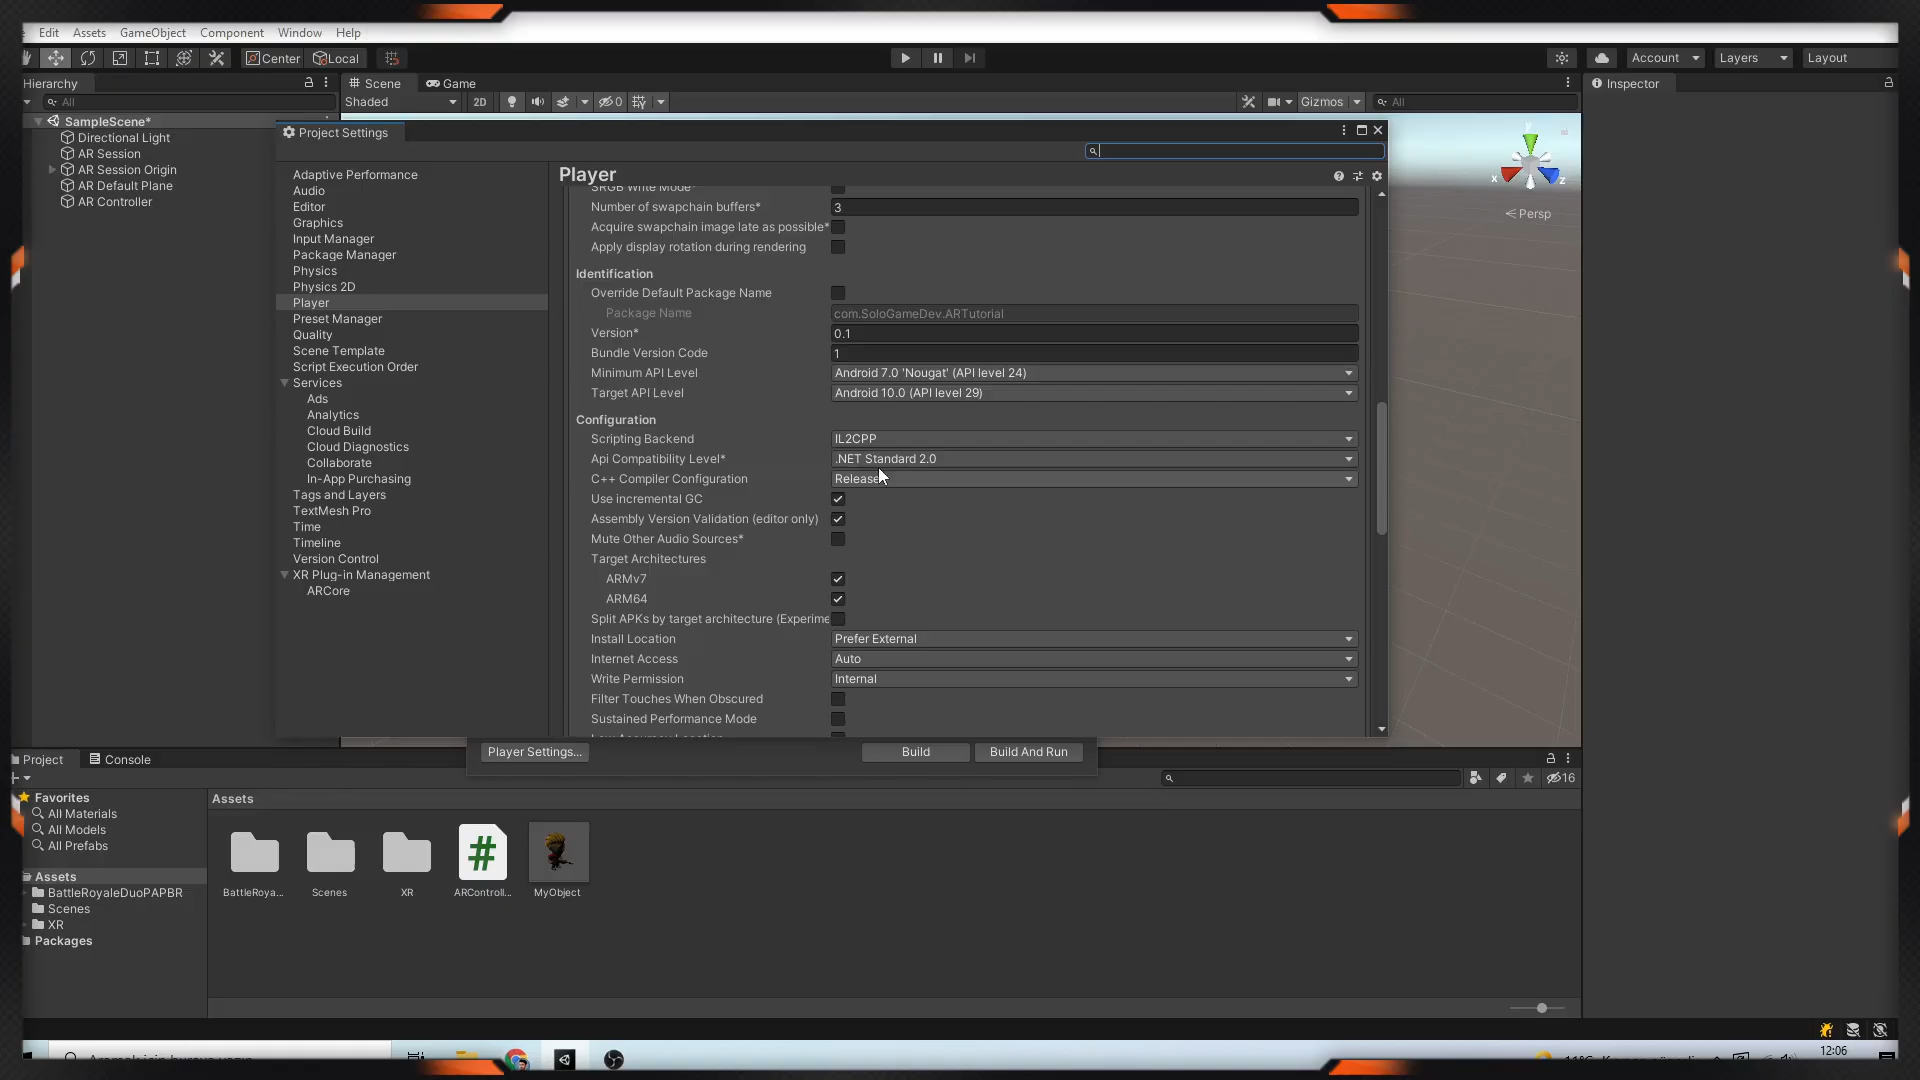 Edit Assets GameObject Component Window Help
Center Local
Account Layers Layout
Hierarchy
All
SampleScene*
Directional Light
AR Session
AR Session Origin
AR Default Plane
AR Controller
Scene Game
Shaded 2D 0 Gizmos All
Inspector
Persp
y
x
z
Project Settings
Adaptive Performance
Audio
Editor
Graphics
Input Manager
Package Manager
Physics
Physics 2D
Player
Preset Manager
Quality
Scene Template
Script Execution Order
Services
Ads
Analytics
Cloud Build
Cloud Diagnostics
Collaborate
In-App Purchasing
Tags and Layers
TextMesh Pro
Time
Timeline
Version Control
XR Plug-in Management
ARCore
Player
SRGB Write Mode*
Number of swapchain buffers* 3
Acquire swapchain image late as possible*
Apply display rotation during rendering
Identification
Override Default Package Name
Package Name com.SoloGameDev.ARTutorial
Version* 0.1
Bundle Version Code 1
Minimum API Level Android 7.0 'Nougat' (API level 24)
Target API Level Android 10.0 (API level 29)
Configuration
Scripting Backend IL2CPP
Api Compatibility Level* .NET Standard 2.0
C++ Compiler Configuration Release
Use incremental GC
Assembly Version Validation (editor only)
Mute Other Audio Sources*
Target Architectures
ARMv7
ARM64
Split APKs by target architecture (Experime
Install Location Prefer External
Internet Access Auto
Write Permission Internal
Filter Touches When Obscured
Sustained Performance Mode
Player Settings... Build Build And Run
Project Console
16
Favorites
All Materials
All Models
All Prefabs
Assets
BattleRoyaleDuoPAPBR
Scenes
XR
Packages
Assets
BattleRoya... Scenes XR ARControll... MyObject
12:06